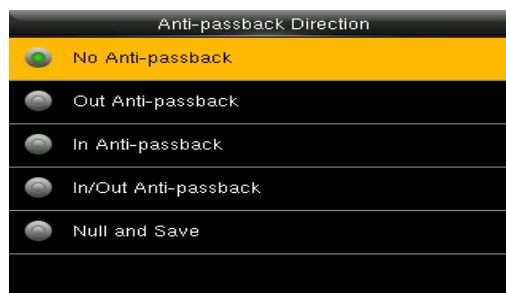 Anti-passback Direction
No Anti-passback
Out Anti-passback
In Anti-passback
In/Out Anti-passback
Null and Save